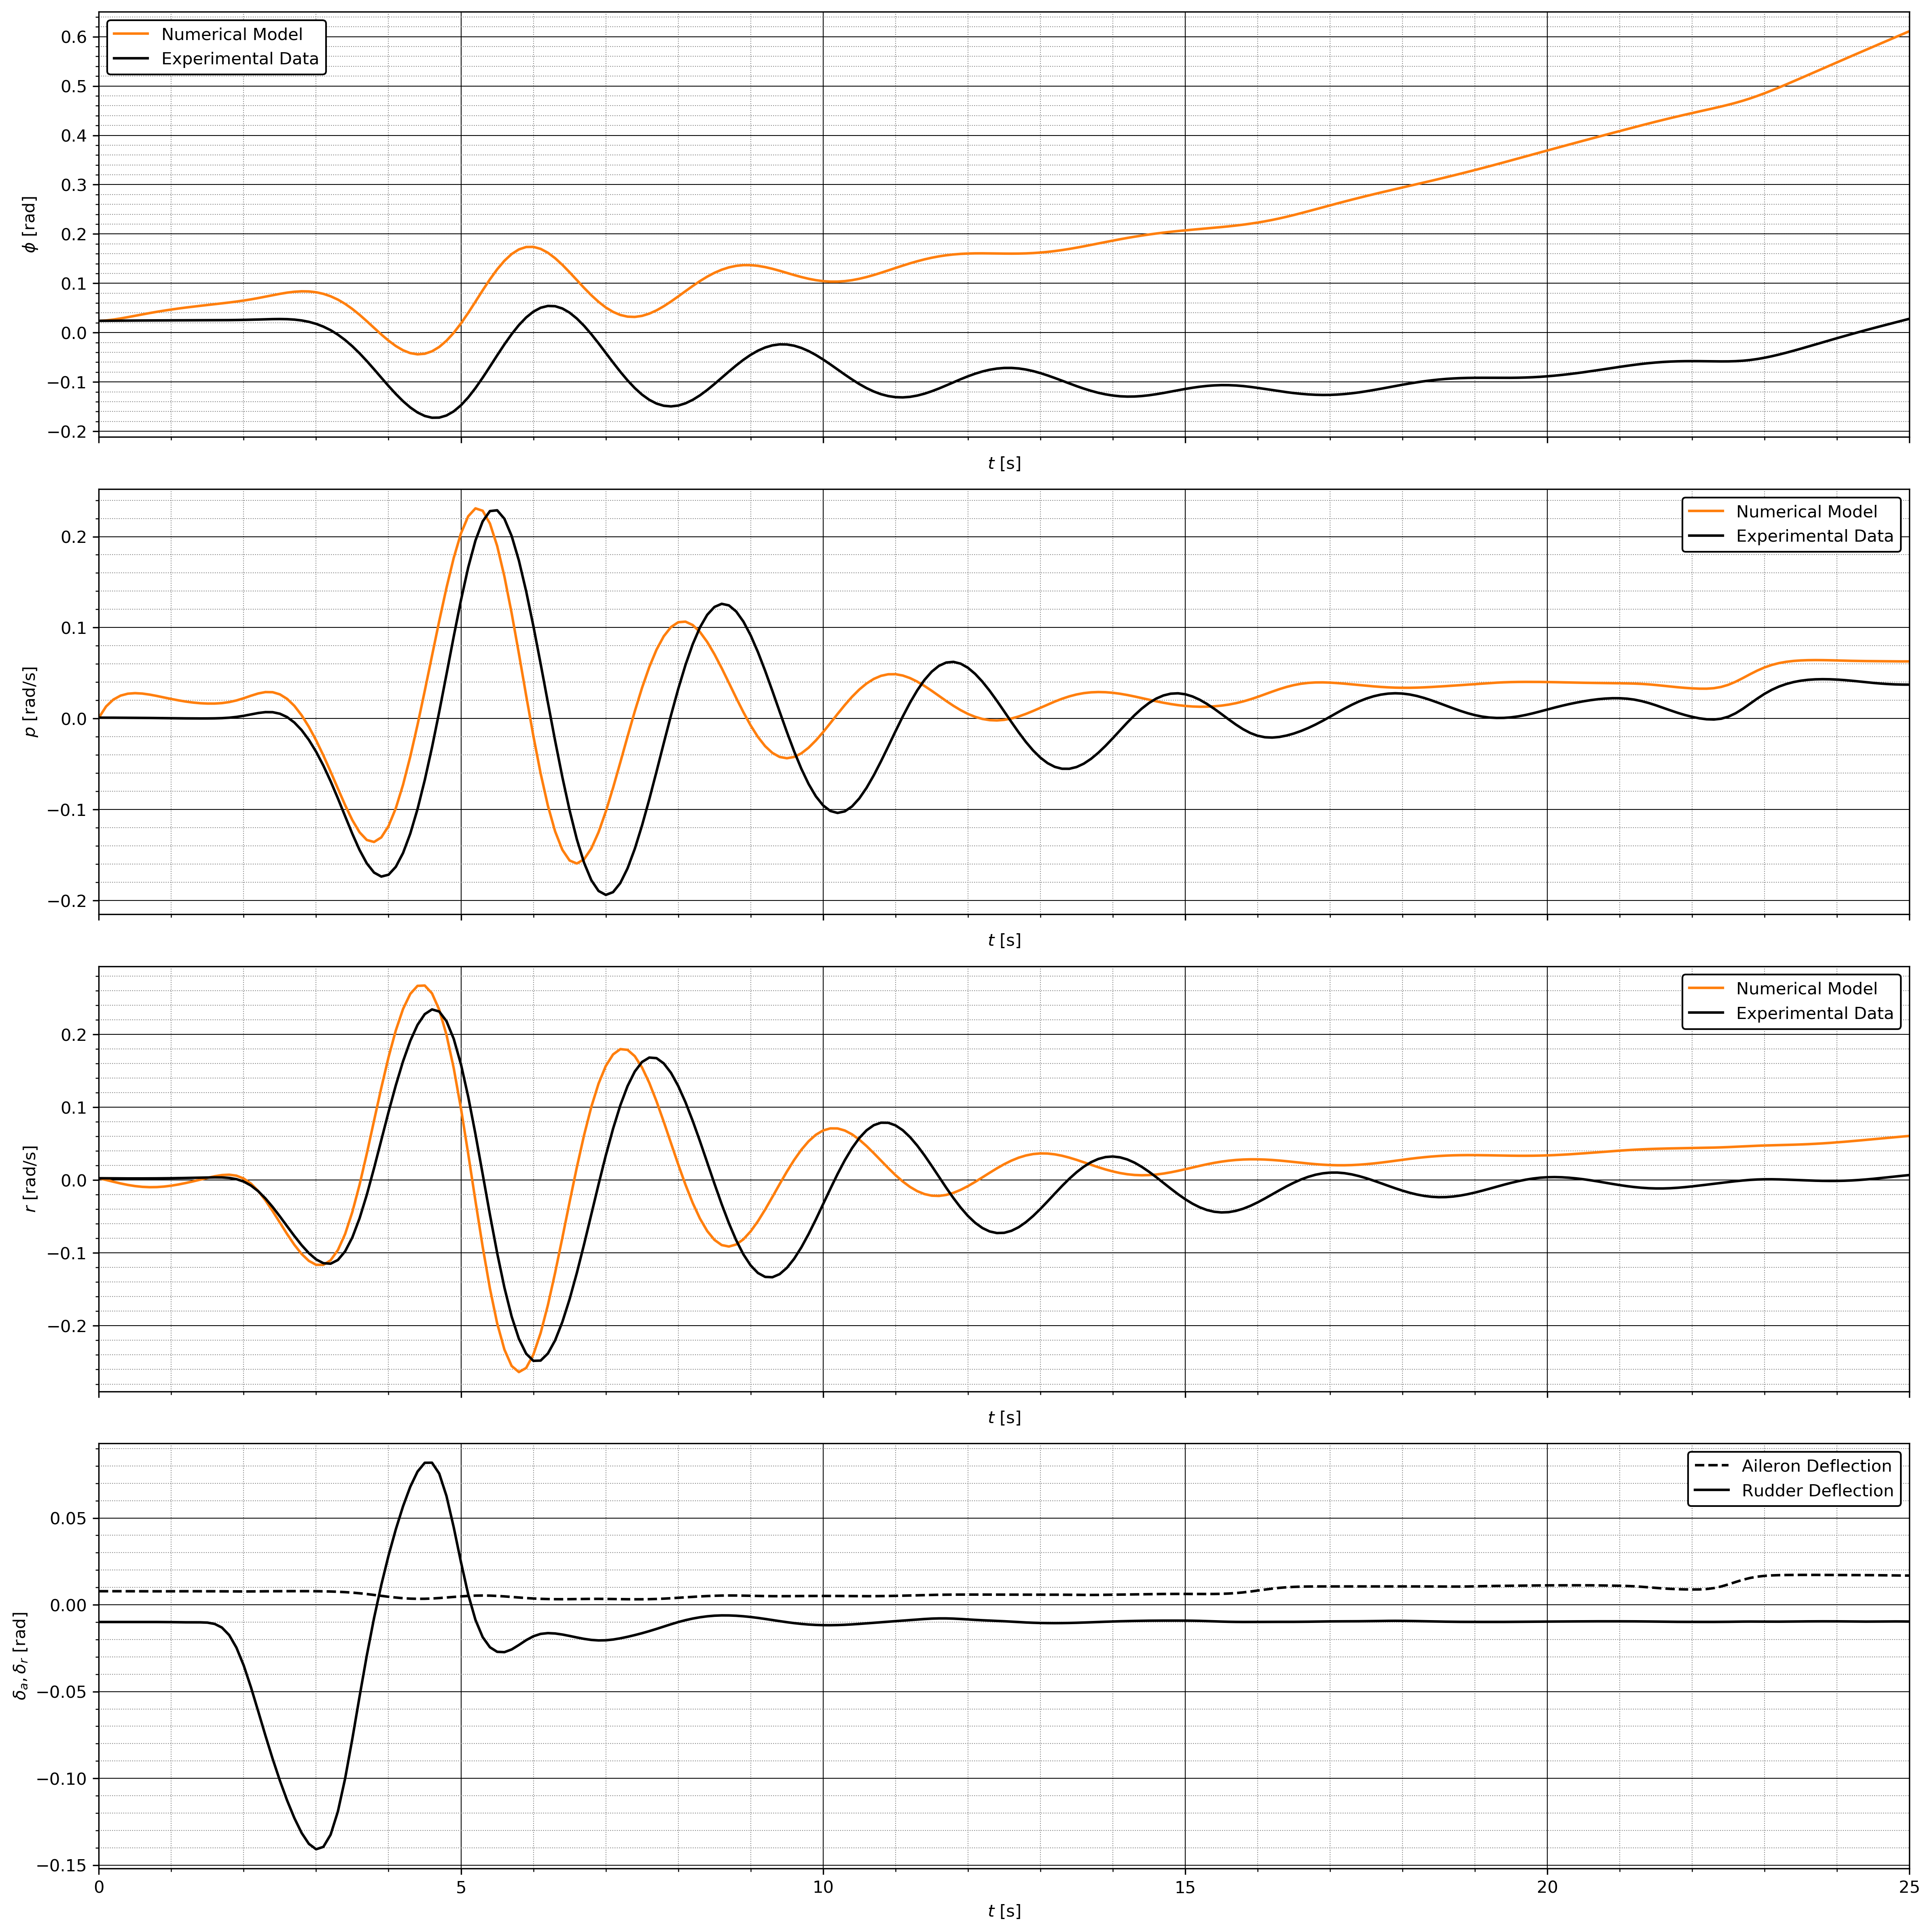 Numerical Model
Experimental Data
0.6
0.5
0.4
0.3
0.2
0.1
0.0
−0.1
−0.2
ϕ [rad]
t [s]
Numerical Model
Experimental Data
0.2
0.1
0.0
−0.1
−0.2
p [rad/s]
t [s]
Numerical Model
Experimental Data
0.2
0.1
0.0
−0.1
−0.2
r [rad/s]
t [s]
Aileron Deflection
Rudder Deflection
0.05
0.00
−0.05
−0.10
−0.15
δₐ, δᵣ [rad]
0 5 10 15 20 25
t [s]